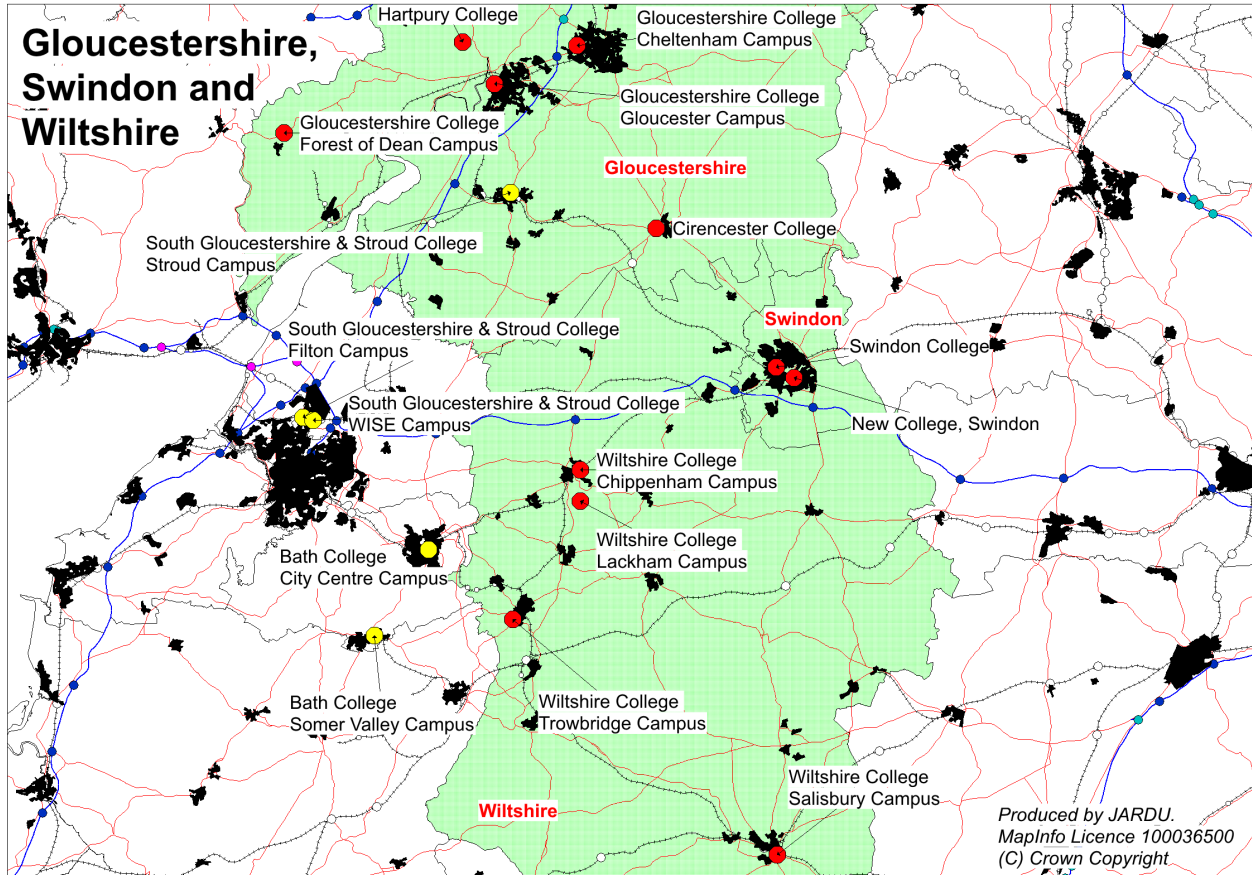 Gloucestershire,
Swindon and
Wiltshire
Hartpury College
Gloucestershire College
Cheltenham Campus
Gloucestershire College
Gloucester Campus
Gloucestershire College
Forest of Dean Campus
Gloucestershire
Cirencester College
South Gloucestershire & Stroud College
Stroud Campus
Swindon
South Gloucestershire & Stroud College
Filton Campus
Swindon College
South Gloucestershire & Stroud College
WISE Campus
New College, Swindon
Wiltshire College
Chippenham Campus
Wiltshire College
Lackham Campus
Bath College
City Centre Campus
Bath College
Somer Valley Campus
Wiltshire College
Trowbridge Campus
Wiltshire College
Salisbury Campus
Wiltshire
Produced by JARDU.
MapInfo Licence 100036500
(C) Crown Copyright